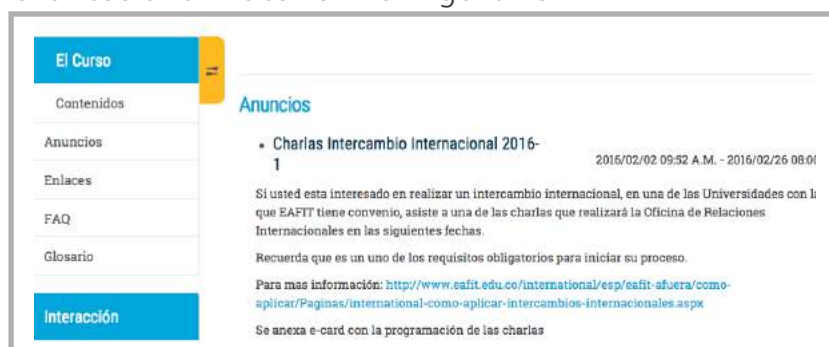 El Curso
Contenidos
Anuncios
Enlaces
FAQ
Glosario
Interacción
Anuncios
• Charlas Intercambio Internacional 2016-
1
2016/02/02 09:52 A.M. - 2016/02/26 08:00
Si usted esta interesado en realizar un intercambio internacional, en una de las Universidades con
que EAFIT tiene convenio, asiste a una de las charlas que realizará la Oficina de Relaciones
Internacionales en las siguientes fechas.
Recuerda que es un uno de los requisitos obligatorios para iniciar su proceso.
Para mas información: http://www.eafit.edu.co/international/esp/eafit-afuera/como-
aplicar/Paginas/international-como-aplicar-intercambios-internacionales.aspx
Se anexa e-card con la programación de las charlas